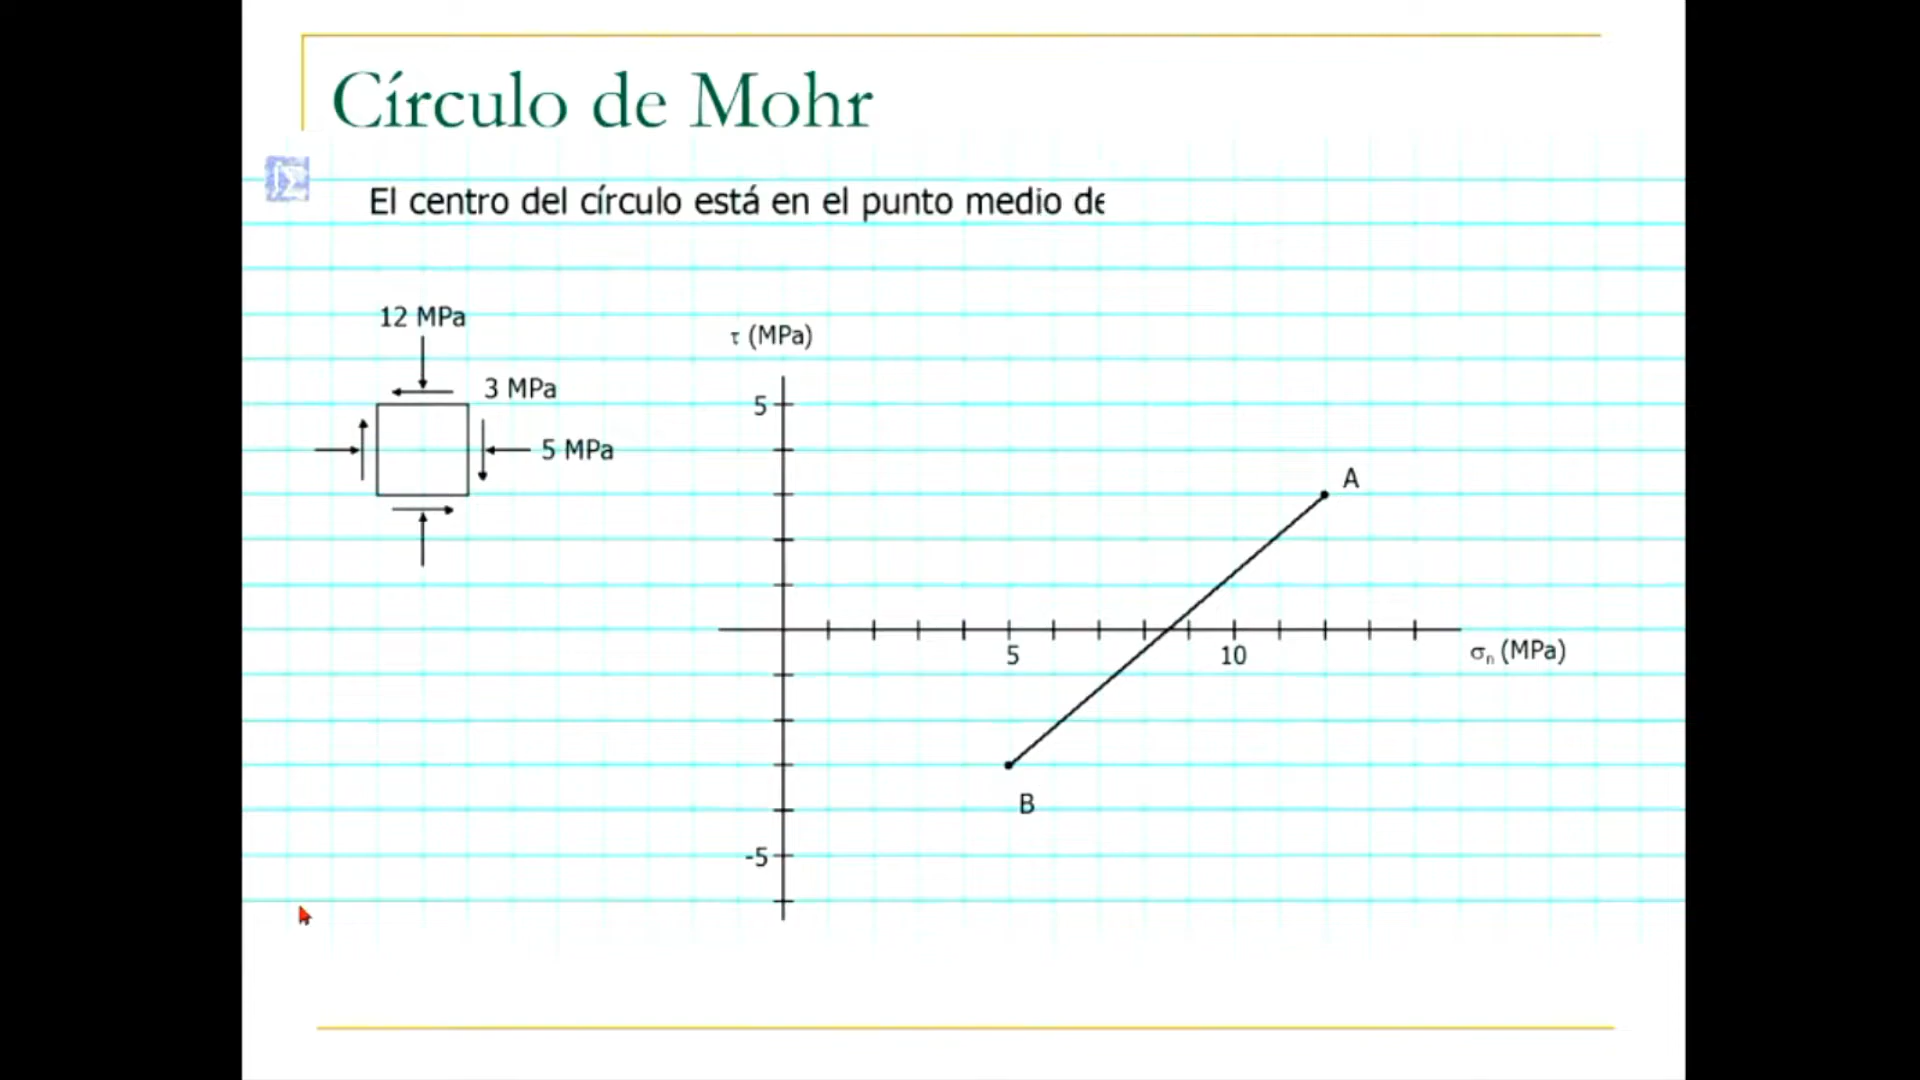 Círculo de Mohr
El centro del círculo está en el punto medio de
12 MPa
3 MPa
5 MPa
τ (MPa)
5
A
5
10
σn (MPa)
B
-5